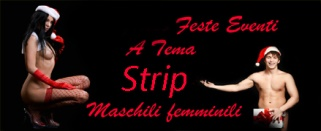 Feste Eventi
A Tema
Strip
Maschili femminili